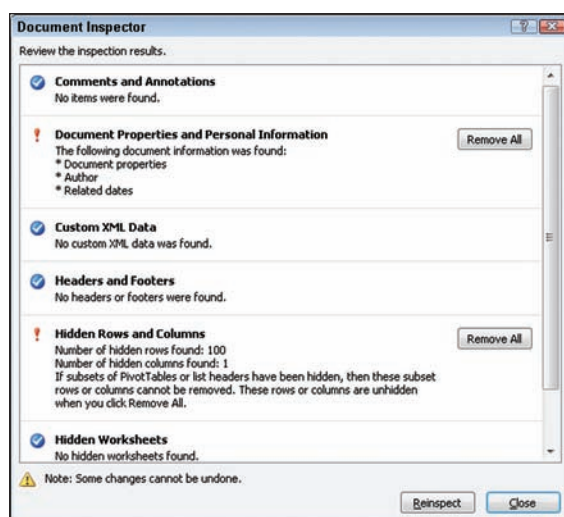 Document Inspector
Review the inspection results.
Comments and Annotations
No items were found.
Document Properties and Personal Information
Remove All
The following document information was found:
* Document properties
* Author
* Related dates
Custom XML Data
No custom XML data was found.
Headers and Footers
No headers or footers were found.
Hidden Rows and Columns
Remove All
Number of hidden rows found: 100
Number of hidden columns found: 1
If subsets of PivotTables or list headers have been hidden, then these subset
rows or columns cannot be removed. These rows or columns are unhidden
when you click Remove All.
Hidden Worksheets
No hidden worksheets found.
Note: Some changes cannot be undone.
Reinspect
Close